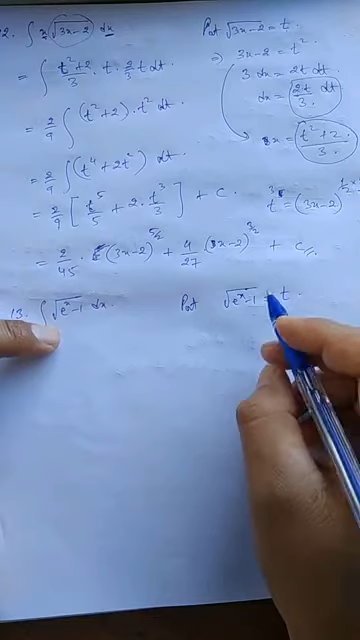 2. ∫ x √(3x-2) dx Put √(3x-2) = t.
⇒ 3x-2 = t²
= ∫ (t²+2)/3 · t · 2/3 t dt. 3 dx = 2t dt.
dx = 2t dt/3.
= 2/9 ∫ (t²+2) · t² dt.
x = (t²+2)/3.
= 2/9 ∫ (t⁴ + 2t²) dt.
= 2/9 [t⁵/5 + 2 · t³/3] + C.
= 2/45 (3x-2)^5/2 + 4/27 (3x-2)^3/2 + C//
13. ∫ √(eˣ-1) dx. Put √(eˣ-1) = t.